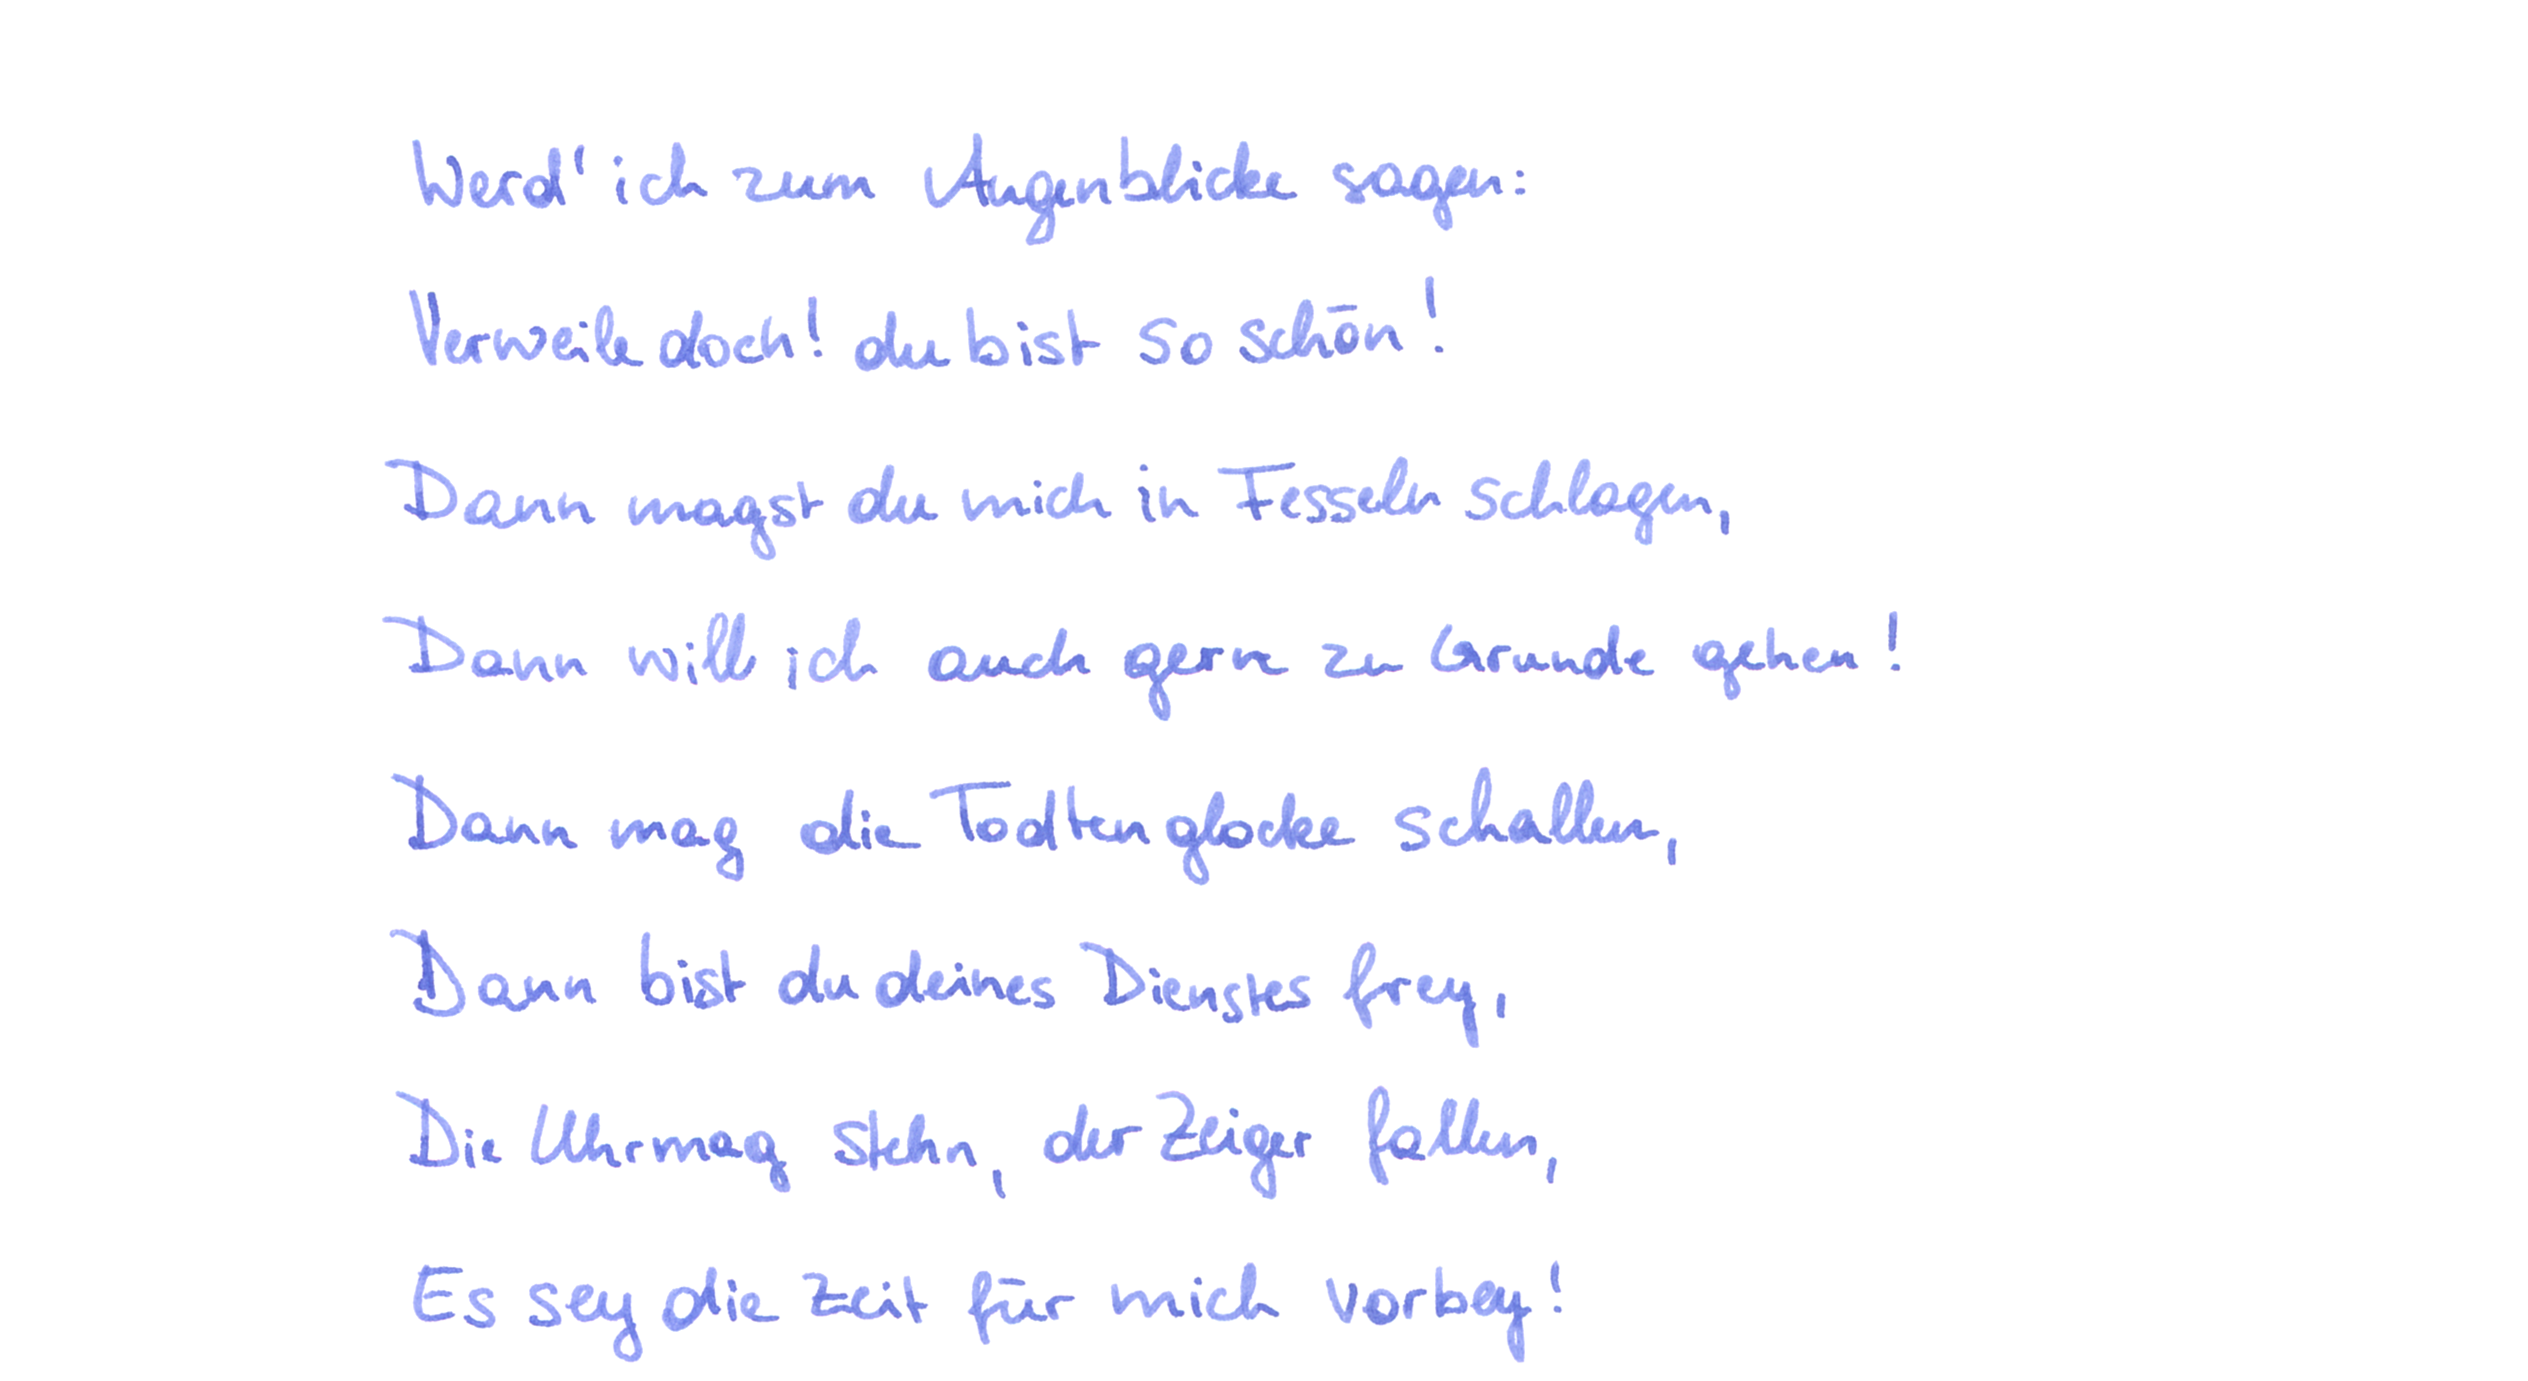 Werd' ich zum Augenblicke sagen:
Verweile doch! du bist so schön!
Dann magst du mich in Fesseln schlagen,
Dann will ich auch gern zu Grunde gehen!
Dann mag die Todtenglocke schallen,
Dann bist du deines Dienstes frey,
Die Uhr mag stehn, der Zeiger fallen,
Es sey die Zeit für mich vorbey!